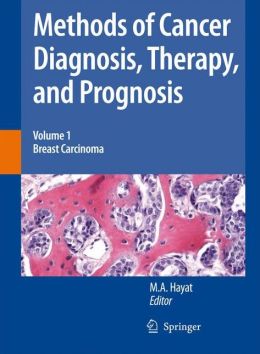 Methods of Cancer
Diagnosis, Therapy,
and Prognosis
Volume 1
Breast Carcinoma
M.A. Hayat
Editor
Springer